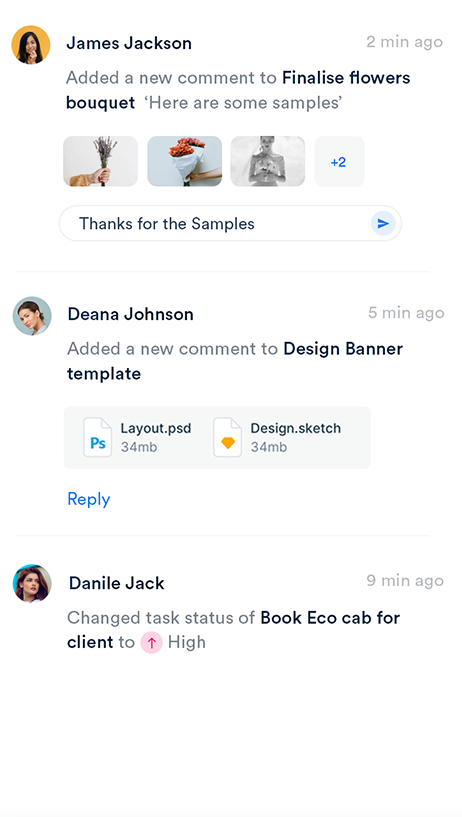 James Jackson 2 min ago
Added a new comment to Finalise flowers
bouquet ‘Here are some samples’
+2
Thanks for the Samples
Deana Johnson 5 min ago
Added a new comment to Design Banner
template
Layout.psd Design.sketch
Ps
34mb 34mb
Reply
Danile Jack 9 min ago
Changed task status of Book Eco cab for
client to ↑ High